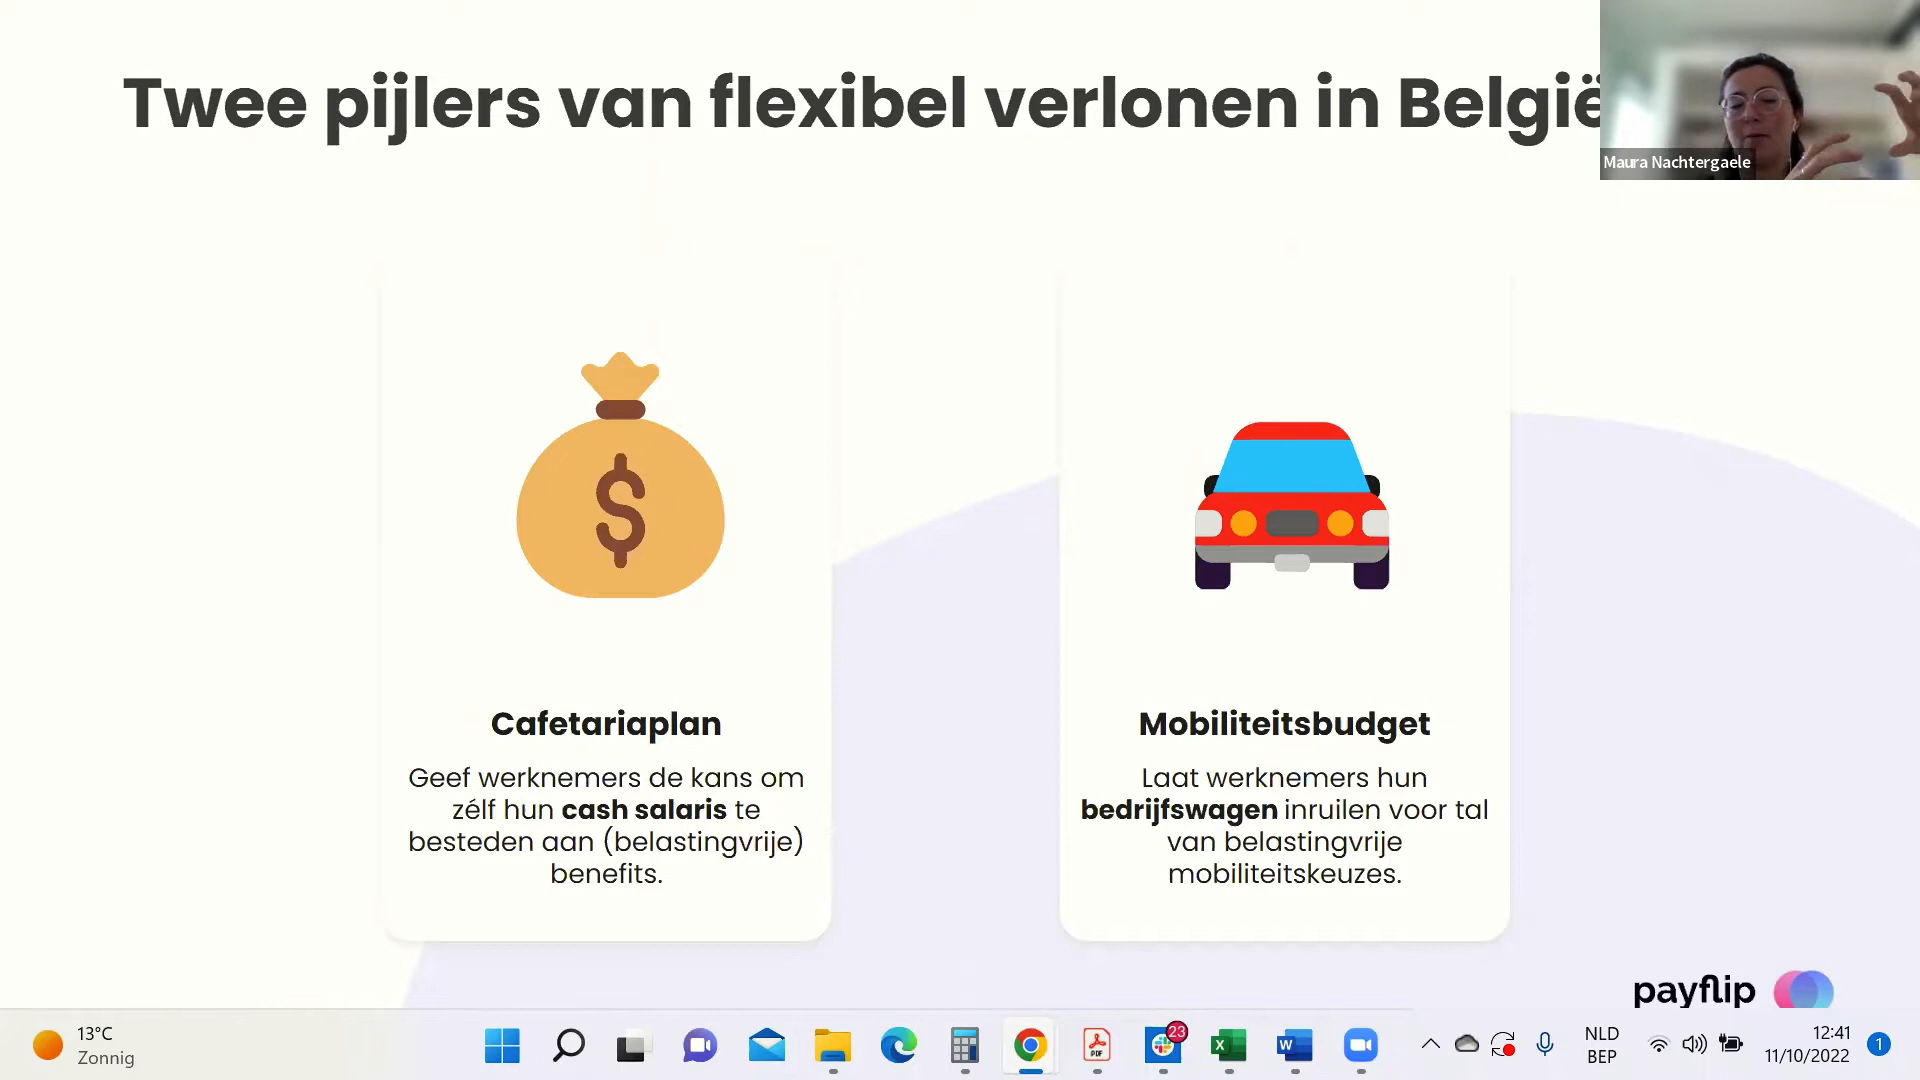 Twee pijlers van flexibel verlonen in België
Maura Nachtergaele
$
Cafetariaplan
Geef werknemers de kans om
zélf hun cash salaris te
besteden aan (belastingvrije)
benefits.
Mobiliteitsbudget
Laat werknemers hun
bedrijfswagen inruilen voor tal
van belastingvrije
mobiliteitskeuzes.
payflip
13°C
Zonnig
PDF
23
X
W
NLD
BEP
12:41
11/10/2022
1